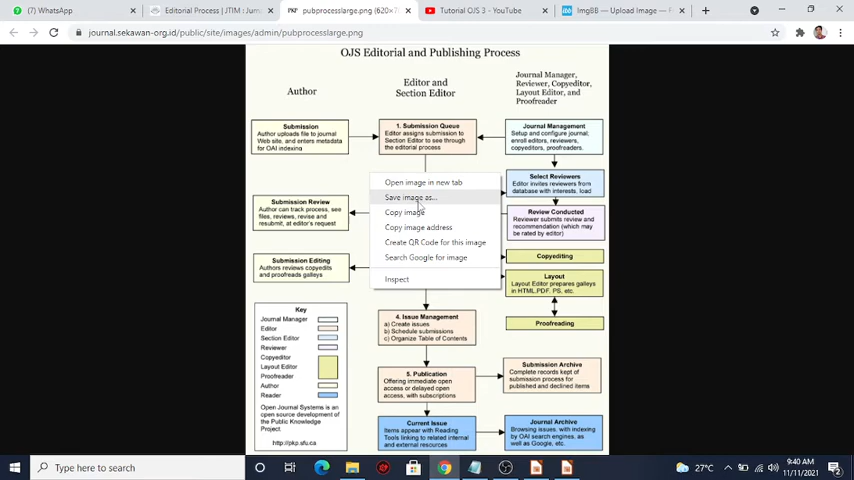 (7) WhatsApp
Editorial Process | JTIM : Jurna
pubprocesslarge.png (620×7
Tutorial OJS 3 - YouTube
ImgBB — Upload Image — F
journal.sekawan-org.id/public/site/images/admin/pubprocesslarge.png
OJS Editorial and Publishing Process
Author
Editor and
Section Editor
Journal Manager,
Reviewer, Copyeditor,
Layout Editor, and
Proofreader
Submission
Author uploads file to journal
Web site, and enters metadata
for OAI indexing
1. Submission Queue
Editor assigns submission to
Section Editor to see through
the editorial process
Journal Management
Setup and configure journal;
enroll editors, reviewers,
copyeditors, proofreaders.
Open image in new tab
Save image as...
Copy image
Copy image address
Create QR Code for this image
Search Google for image
Inspect
Select Reviewers
Editor invites reviewers from
database with interests, load
Submission Review
Author can track process, see
files, reviews, revise and
resubmit, at editor's request
Review Conducted
Reviewer submits review and
recommendation (which may
be rated by editor)
Submission Editing
Authors reviews copyedits
and proofreads galleys
Copyediting
Layout
Layout Editor prepares galleys
in HTML,PDF, PS, etc.
Proofreading
Key
Journal Manager
Editor
Section Editor
Reviewer
Copyeditor
Layout Editor
Proofreader
Author
Reader
Open Journal Systems is an
open source development of
the Public Knowledge
Project
http://pkp.sfu.ca
4. Issue Management
a) Create issues
b) Schedule submissions
c) Organize Table of Contents
5. Publication
Offering immediate open
access or delayed open
access, with subscriptions
Submission Archive
Complete records kept of
submission process for
published and declined items
Current Issue
Items appear with Reading
Tools linking to related internal
and external resources
Journal Archive
Browsing issues, with indexing
by OAI search engines, as
well as Google, etc.
Type here to search
27°C
9:40 AM
11/11/2021
2